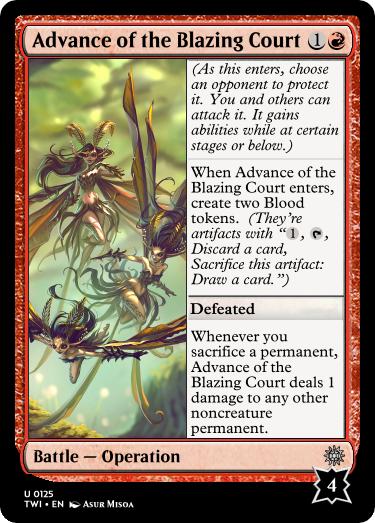 Advance of the Blazing Court 1
(As this enters, choose
an opponent to protect
it. You and others can
attack it. It gains
abilities while at certain
stages or below.)
When Advance of the
Blazing Court enters,
create two Blood
tokens. (They're
artifacts with "1, ,
Discard a card,
Sacrifice this artifact:
Draw a card.")
Defeated
Whenever you
sacrifice a permanent,
Advance of the
Blazing Court deals 1
damage to any other
noncreature
permanent.
Battle — Operation
4
U 0125
TWI • EN Asur Misoa